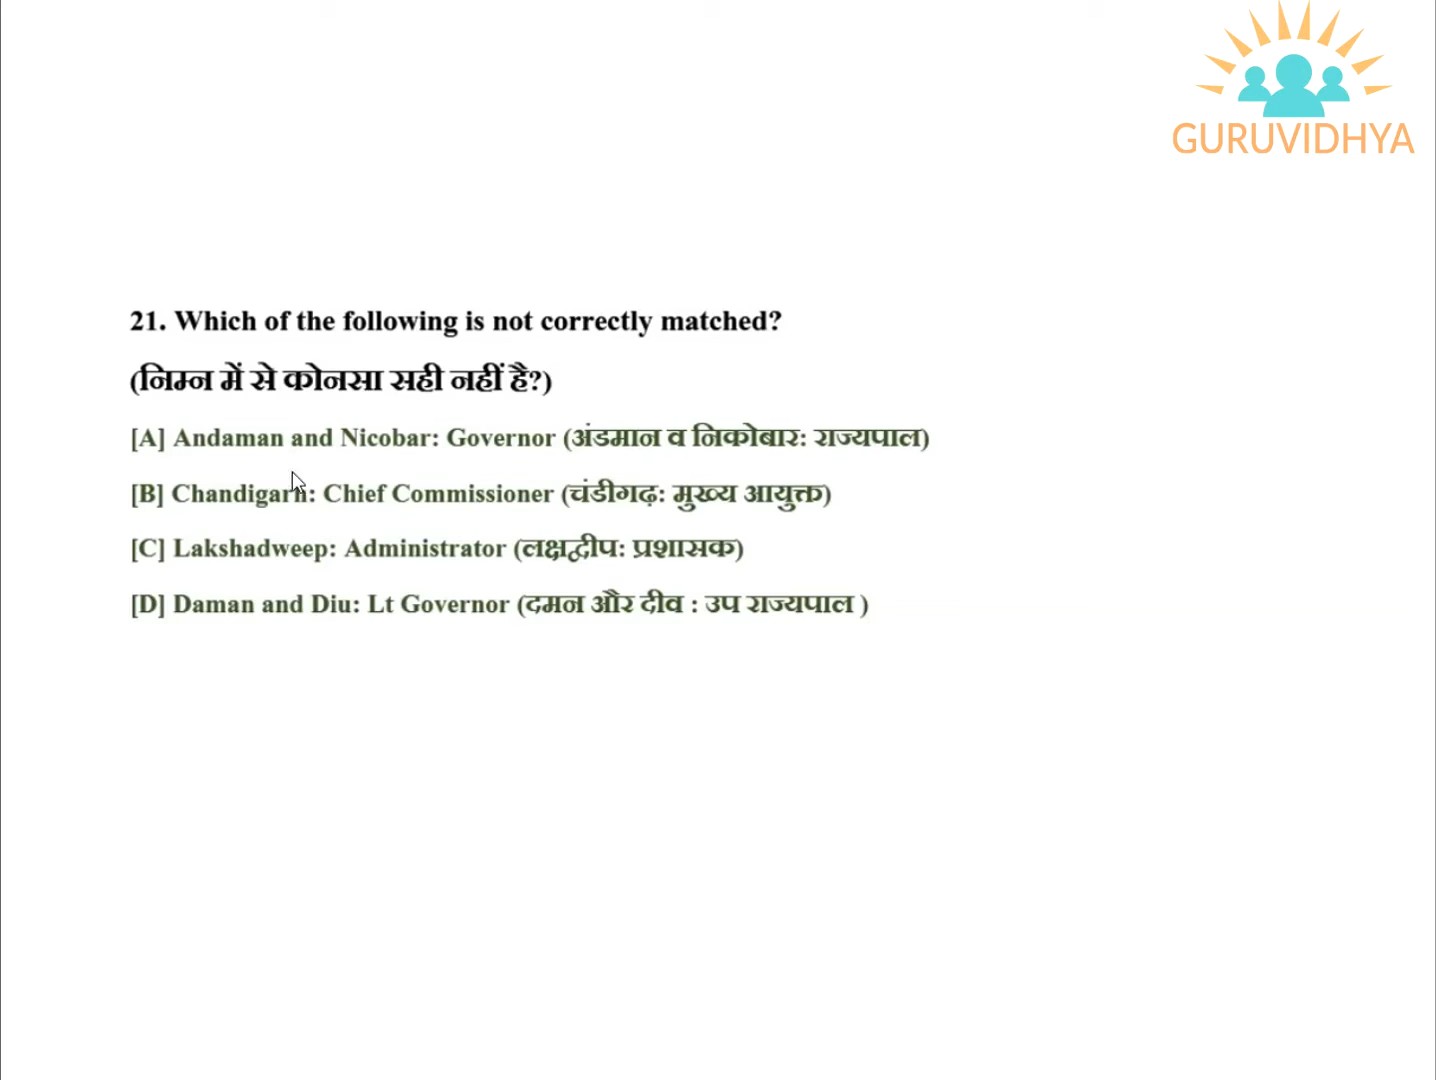 GURUVIDHYA
21. Which of the following is not correctly matched?
(निम्न में से कोनसा सही नहीं है?)
[A] Andaman and Nicobar: Governor (अंडमान व निकोबार: राज्यपाल)
[B] Chandigarh: Chief Commissioner (चंडीगढ़: मुख्य आयुक्त)
[C] Lakshadweep: Administrator (लक्षद्वीप: प्रशासक)
[D] Daman and Diu: Lt Governor (दमन और दीव : उप राज्यपाल )